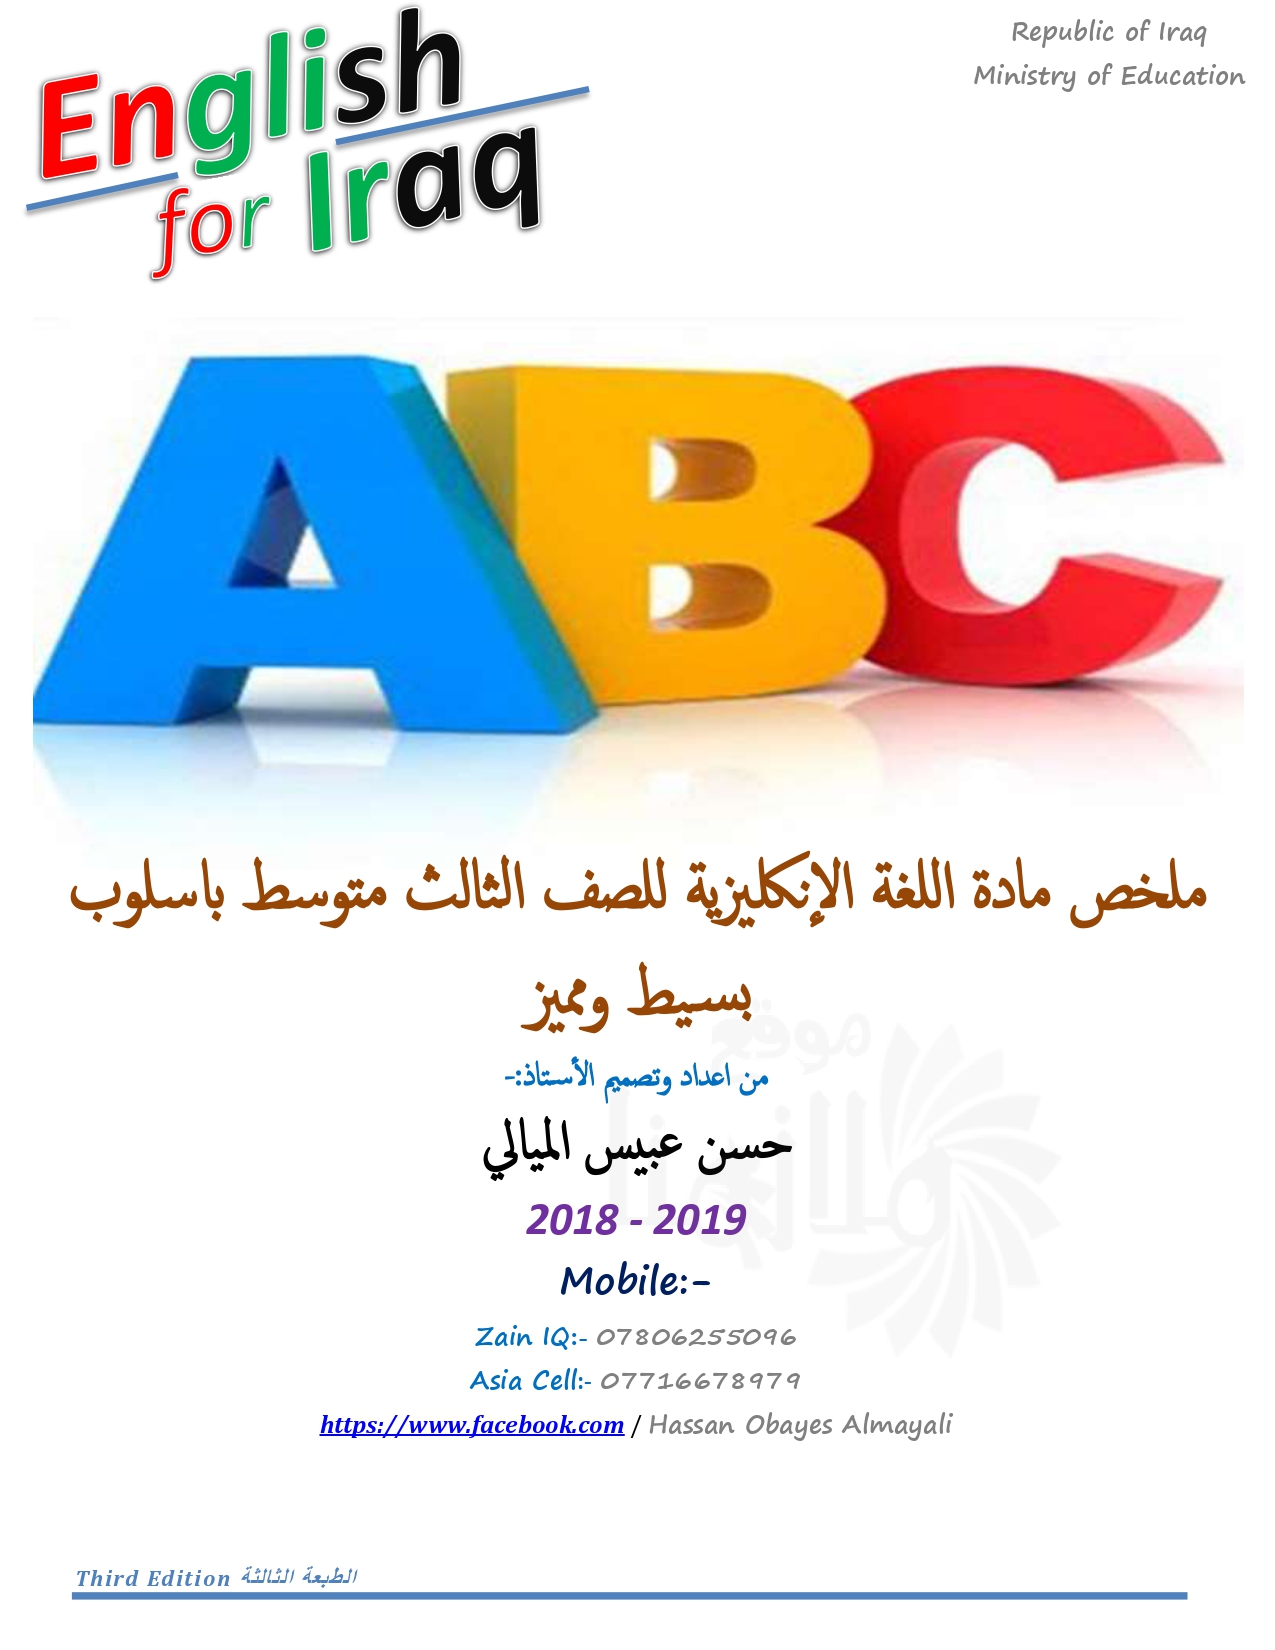 English
for Iraq
Republic of Iraq
Ministry of Education
ABC
ملخص مادة اللغة الإنكليزية للصف الثالث متوسط باسلوب
بسيط ومميز
من اعداد وتصميم الأستاذ:-
حسن عبيس الميالي
2018 - 2019
Mobile:-
Zain IQ:- 07806255096
Asia Cell:- 07716678979
https://www.facebook.com / Hassan Obayes Almayali
موقع
ملازمنا
Third Edition الطبعة الثالثة